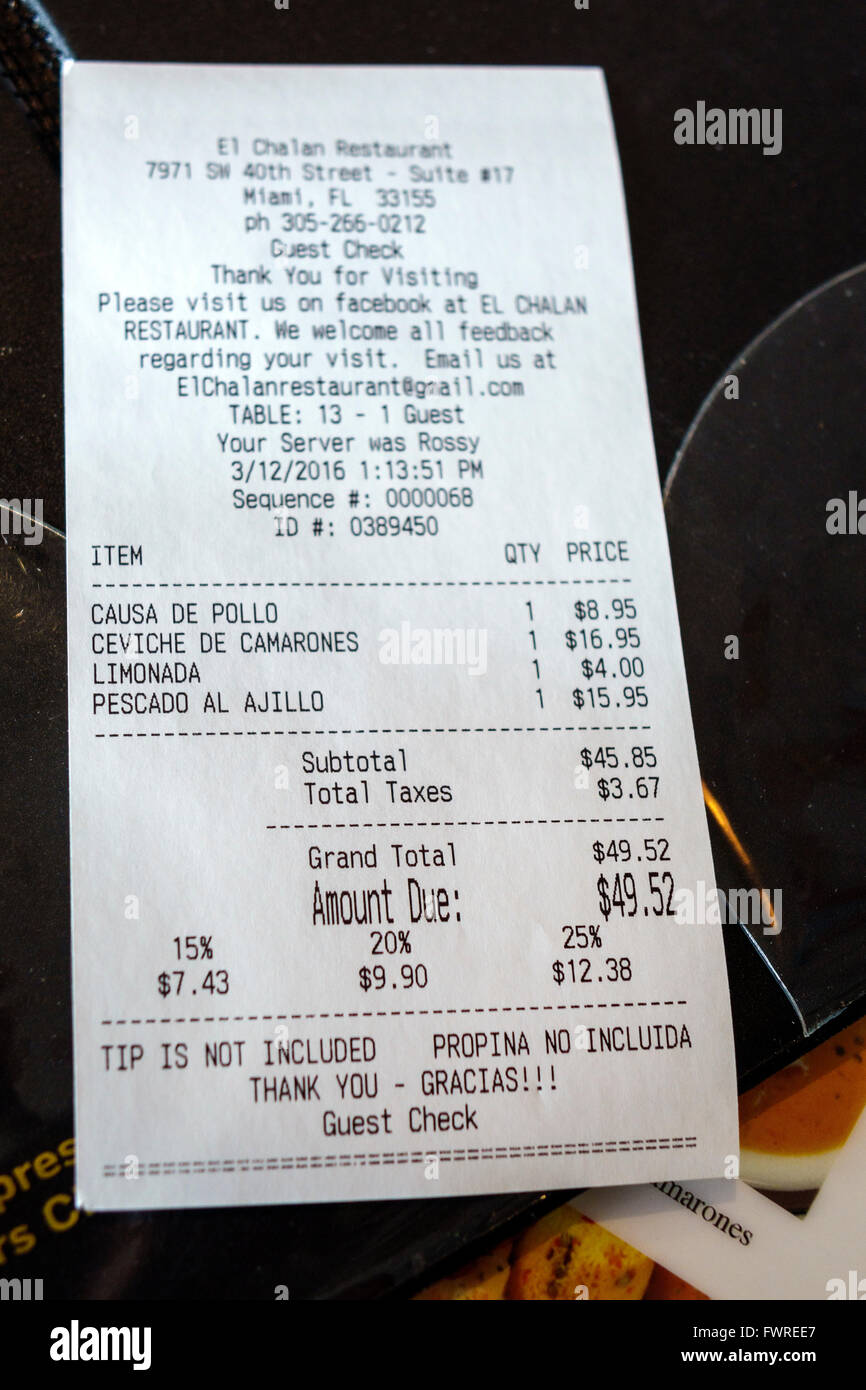 El Chalan Restaurant
7971 SW 40th Street - Suite #17
Miami, FL 33155
ph 305-266-0212
Guest Check
Thank You for Visiting
Please visit us on facebook at EL CHALAN
RESTAURANT. We welcome all feedback
regarding your visit. Email us at
ElChalanrestaurant@gmail.com
TABLE: 13 - 1 Guest
Your Server was Rossy
3/12/2016 1:13:51 PM
Sequence #: 0000068
ID #: 0389450
ITEM QTY PRICE
CAUSA DE POLLO 1 $8.95
CEVICHE DE CAMARONES 1 $16.95
LIMONADA 1 $4.00
PESCADO AL AJILLO 1 $15.95
Subtotal $45.85
Total Taxes $3.67
Grand Total $49.52
Amount Due: $49.52
15% 20% 25%
$7.43 $9.90 $12.38
TIP IS NOT INCLUDED PROPINA NO INCLUIDA
THANK YOU - GRACIAS!!!
Guest Check
alamy
Image ID: FWREE7
www.alamy.com